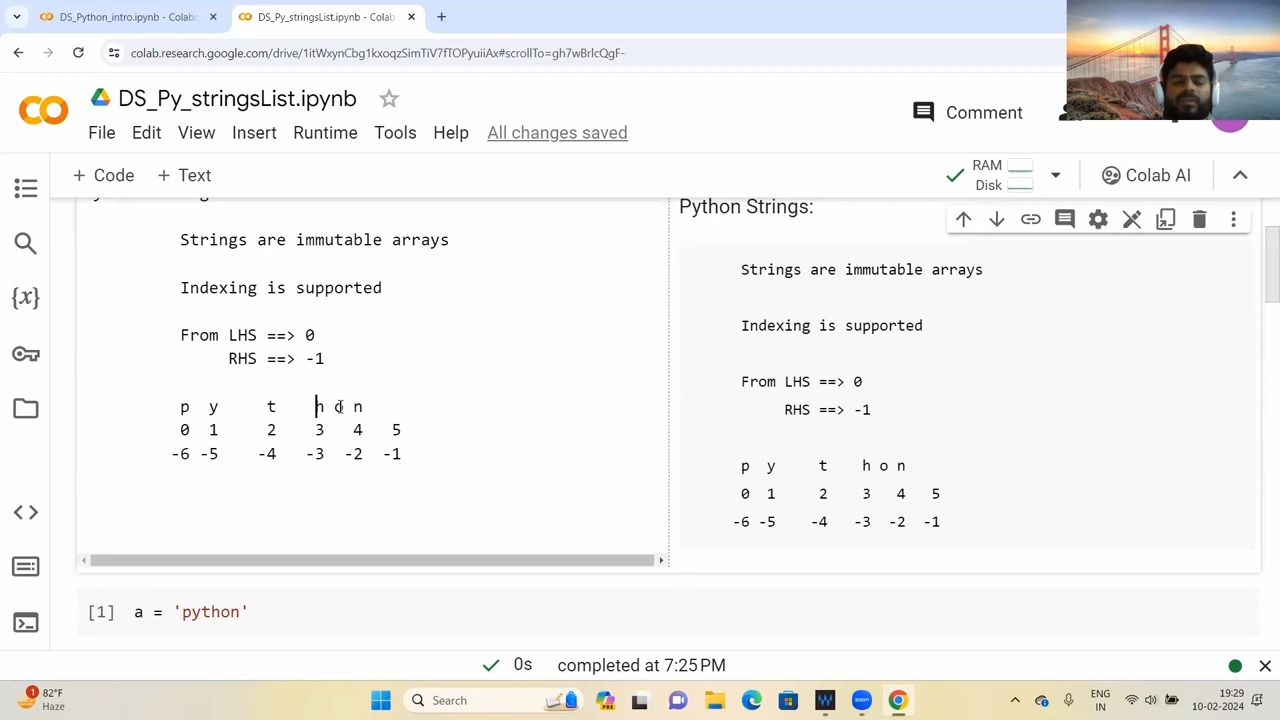 DS_Python_intro.ipynb - Colab
DS_Py_stringsList.ipynb - Colab
colab.research.google.com/drive/1itWxynCbg1kxoqzSimTiV7fTOPyuiiAx#scrollTo=gh7wBrlcQgF-
DS_Py_stringsList.ipynb
Comment
File Edit View Insert Runtime Tools Help All changes saved
+ Code + Text
RAM
Disk
Colab AI
Strings are immutable arrays
Indexing is supported
From LHS ==> 0
RHS ==> -1
p y t h o n
0 1 2 3 4 5
-6 -5 -4 -3 -2 -1
Python Strings:
Strings are immutable arrays
Indexing is supported
From LHS ==> 0
RHS ==> -1
p y t h o n
0 1 2 3 4 5
-6 -5 -4 -3 -2 -1
[1] a = 'python'
0s completed at 7:25 PM
1
82°F
Haze
Search
PRE
ENG
IN
19:29
10-02-2024